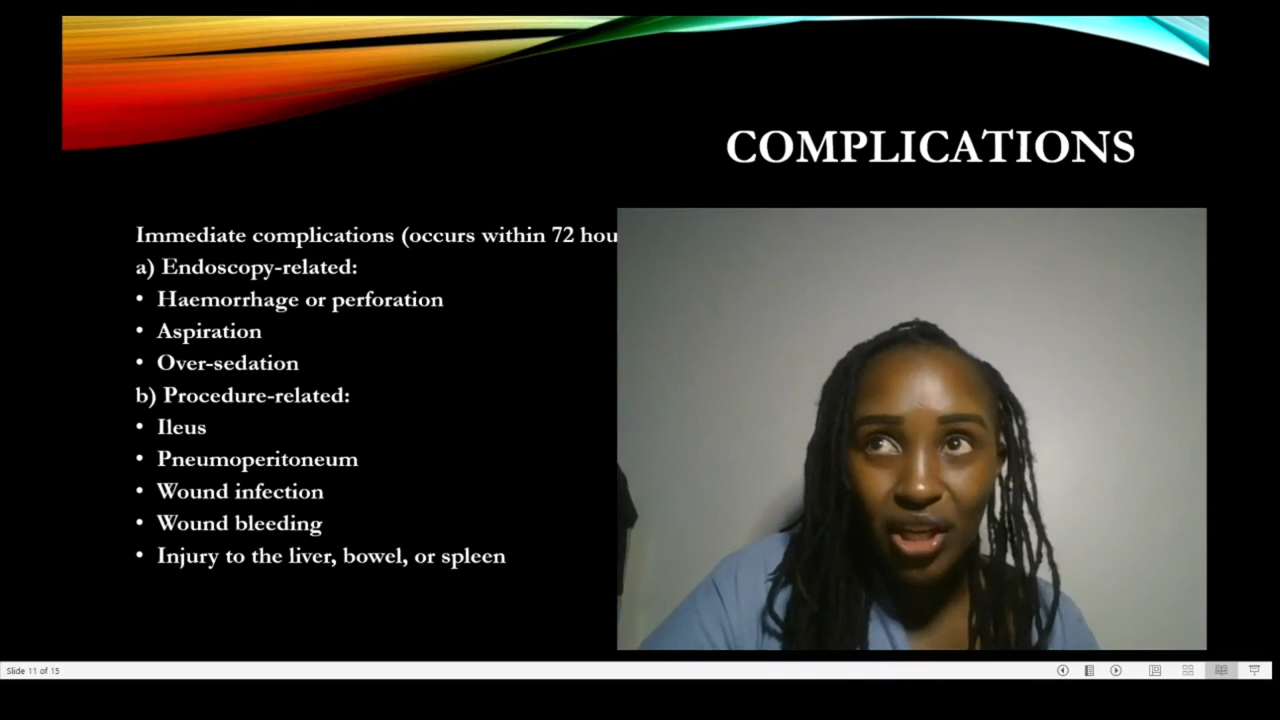 COMPLICATIONS
Immediate complications (occurs within 72 hou
a) Endoscopy-related:
• Haemorrhage or perforation
• Aspiration
• Over-sedation
b) Procedure-related:
• Ileus
• Pneumoperitoneum
• Wound infection
• Wound bleeding
• Injury to the liver, bowel, or spleen
Slide 11 of 15